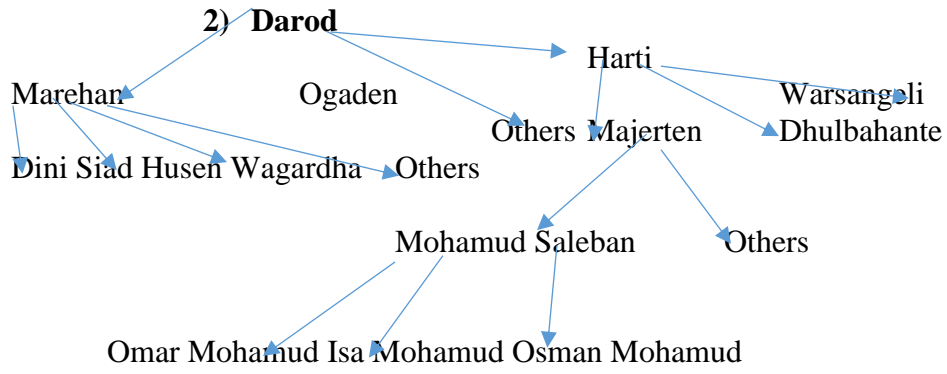 2) Darod
Harti
Marehan Ogaden Warsangeli
Others Majerten Dhulbahante
Dini Siad Husen Wagardha Others
Mohamud Saleban Others
Omar Mohamud Isa Mohamud Osman Mohamud